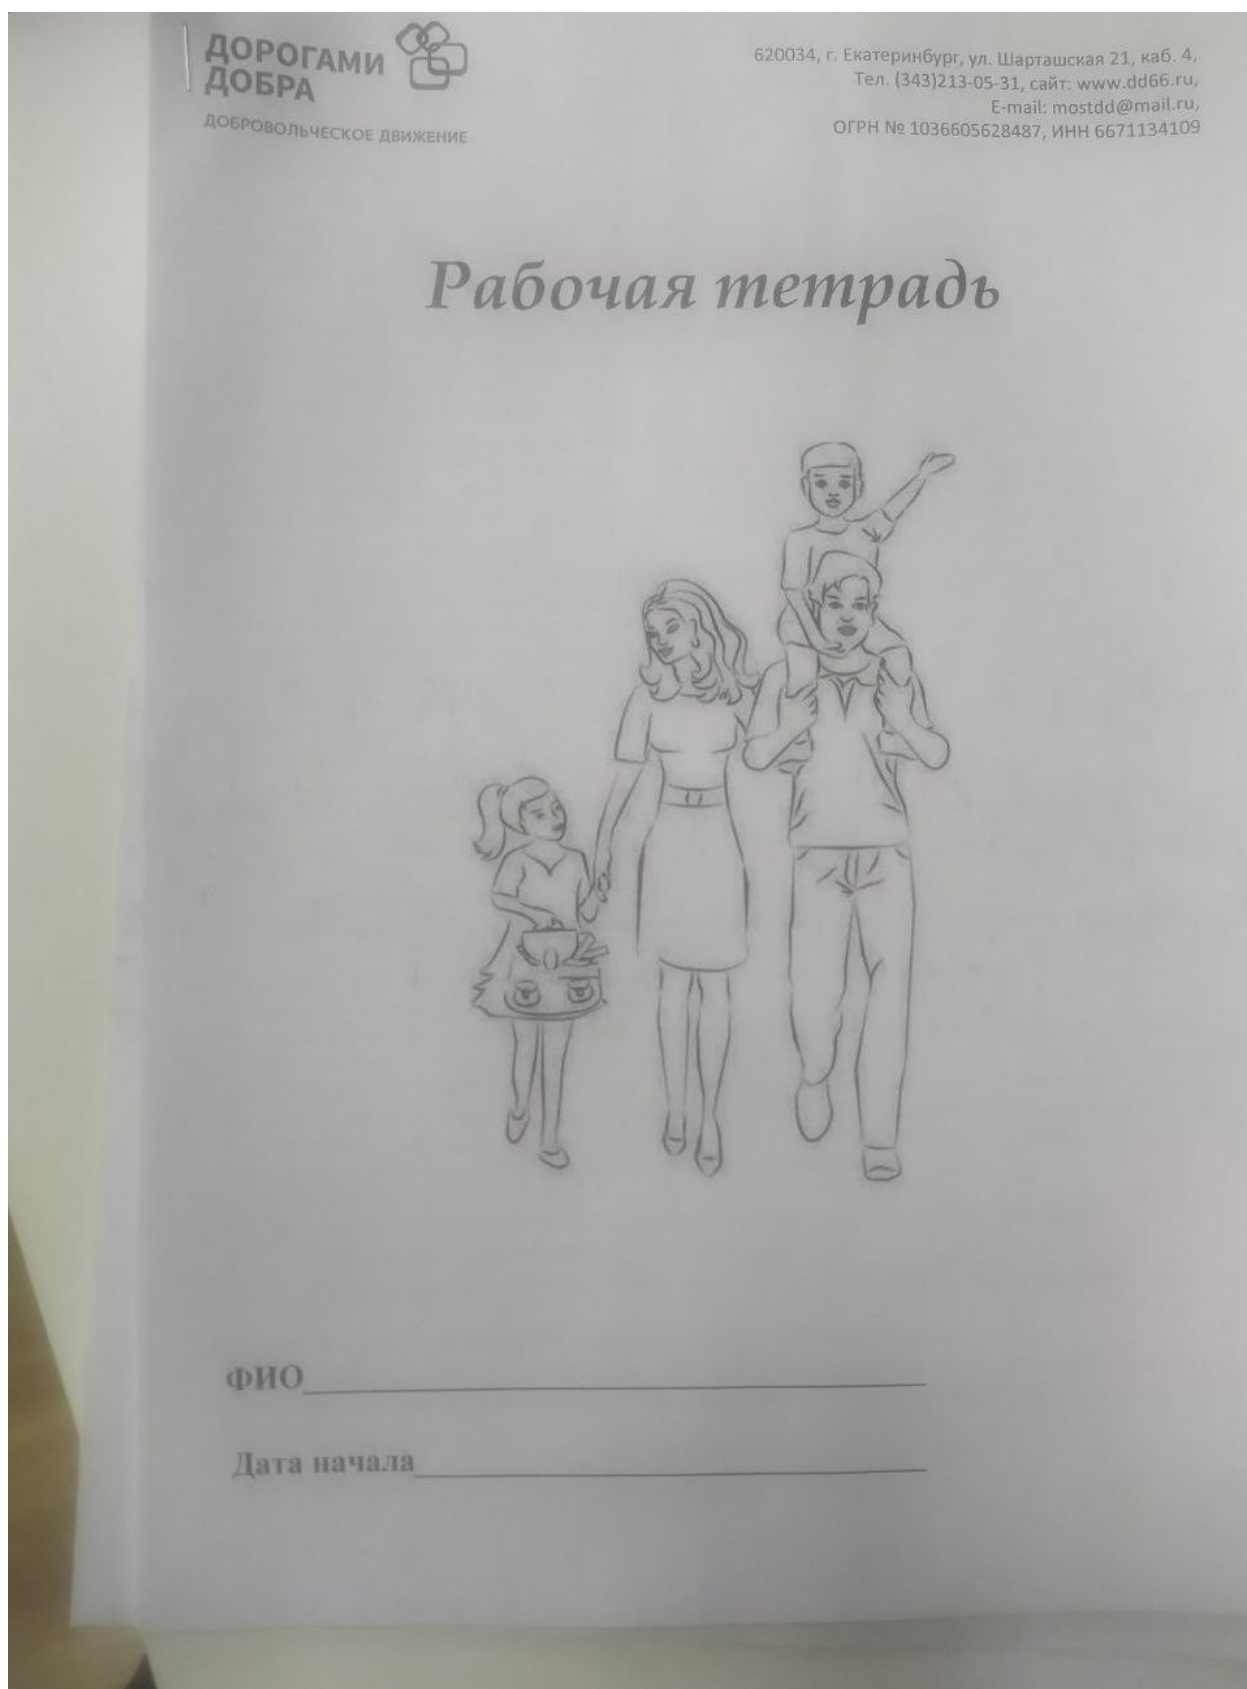 ДОРОГАМИ
ДОБРА
ДОБРОВОЛЬЧЕСКОЕ ДВИЖЕНИЕ
620034, г. Екатеринбург, ул. Шарташская 21, каб. 4,
Тел. (343)213-05-31, сайт: www.dd66.ru,
E-mail: mostdd@mail.ru,
ОГРН № 1036605628487, ИНН 6671134109
Рабочая тетрадь
ФИО
Дата начала